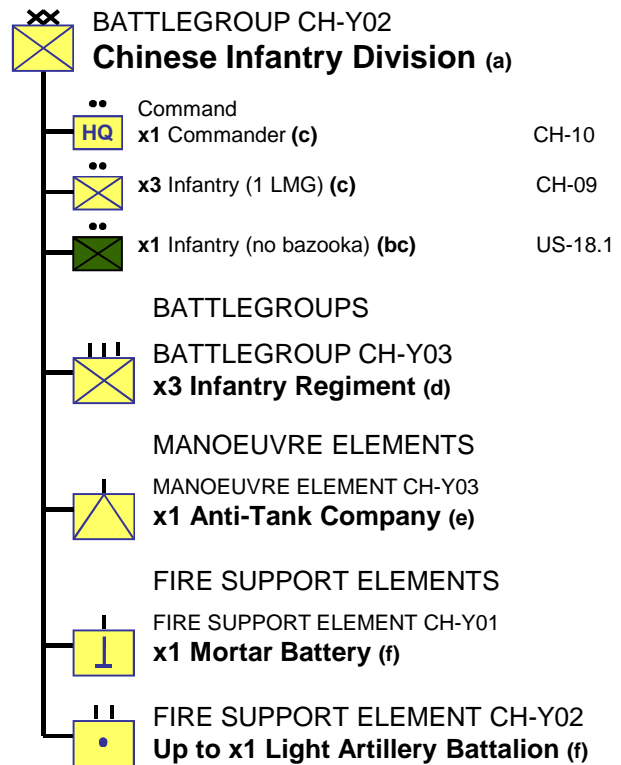 BATTLEGROUP CH-Y02
Chinese Infantry Division (a)
Command
HQ x1 Commander (c) CH-10
x3 Infantry (1 LMG) (c) CH-09
x1 Infantry (no bazooka) (bc) US-18.1
BATTLEGROUPS
BATTLEGROUP CH-Y03
x3 Infantry Regiment (d)
MANOEUVRE ELEMENTS
MANOEUVRE ELEMENT CH-Y03
x1 Anti-Tank Company (e)
FIRE SUPPORT ELEMENTS
FIRE SUPPORT ELEMENT CH-Y01
x1 Mortar Battery (f)
FIRE SUPPORT ELEMENT CH-Y02
Up to x1 Light Artillery Battalion (f)